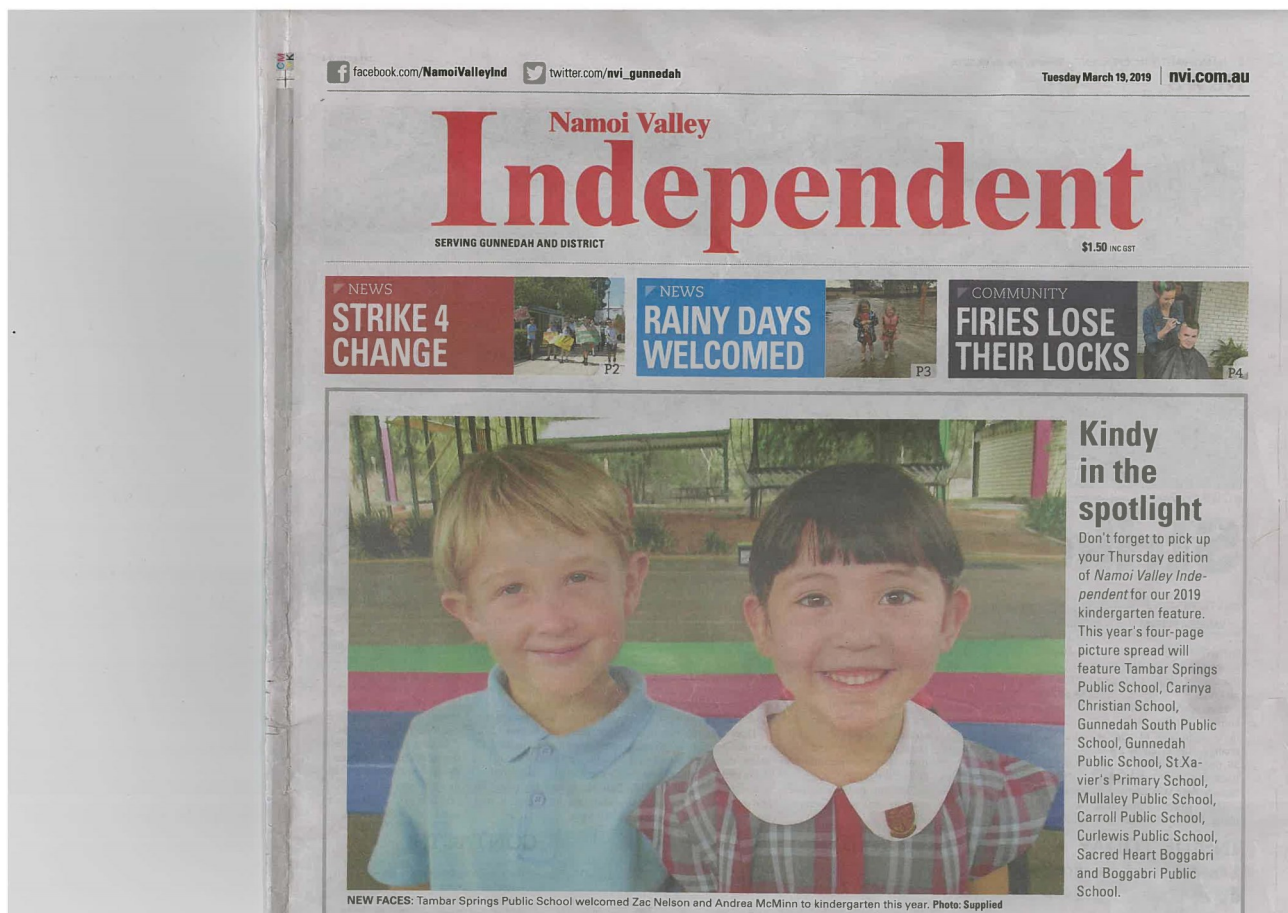 facebook.com/NamoiValleyInd
twitter.com/nvi_gunnedah
Tuesday March 19, 2019
nvi.com.au
Namoi Valley
Independent
SERVING GUNNEDAH AND DISTRICT
$1.50 INC GST
NEWS
STRIKE 4
CHANGE
P2
NEWS
RAINY DAYS
WELCOMED
P3
COMMUNITY
FIRIES LOSE
THEIR LOCKS
P4
Kindy
in the
spotlight
Don't forget to pick up
your Thursday edition
of Namoi Valley Inde-
pendent for our 2019
kindergarten feature.
This year's four-page
picture spread will
feature Tambar Springs
Public School, Carinya
Christian School,
Gunnedah South Public
School, Gunnedah
Public School, St.Xa-
vier's Primary School,
Mullaley Public School,
Carroll Public School,
Curlewis Public School,
Sacred Heart Boggabri
and Boggabri Public
School.
NEW FACES: Tambar Springs Public School welcomed Zac Nelson and Andrea McMinn to kindergarten this year. Photo: Supplied